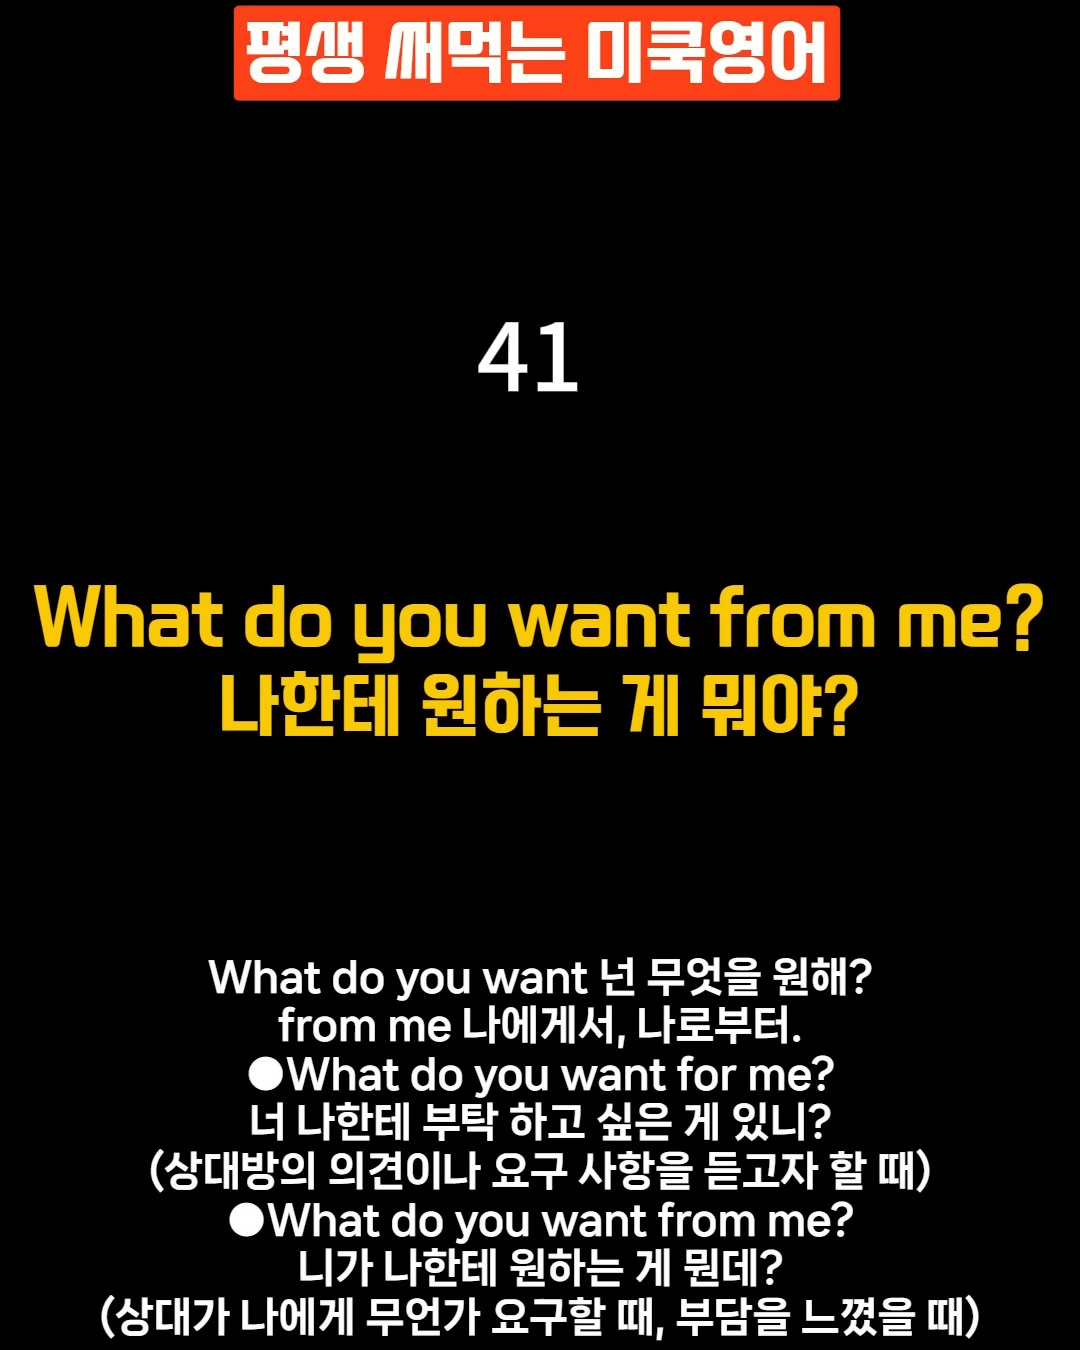 평생 써먹는 미쿡영어
41
What do you want from me?
나한테 원하는 게 뭐야?
What do you want 넌 무엇을 원해?
from me 나에게서, 나로부터.
●What do you want for me?
너 나한테 부탁 하고 싶은 게 있니?
(상대방의 의견이나 요구 사항을 듣고자 할 때)
●What do you want from me?
니가 나한테 원하는 게 뭔데?
(상대가 나에게 무언가 요구할 때, 부담을 느꼈을 때)